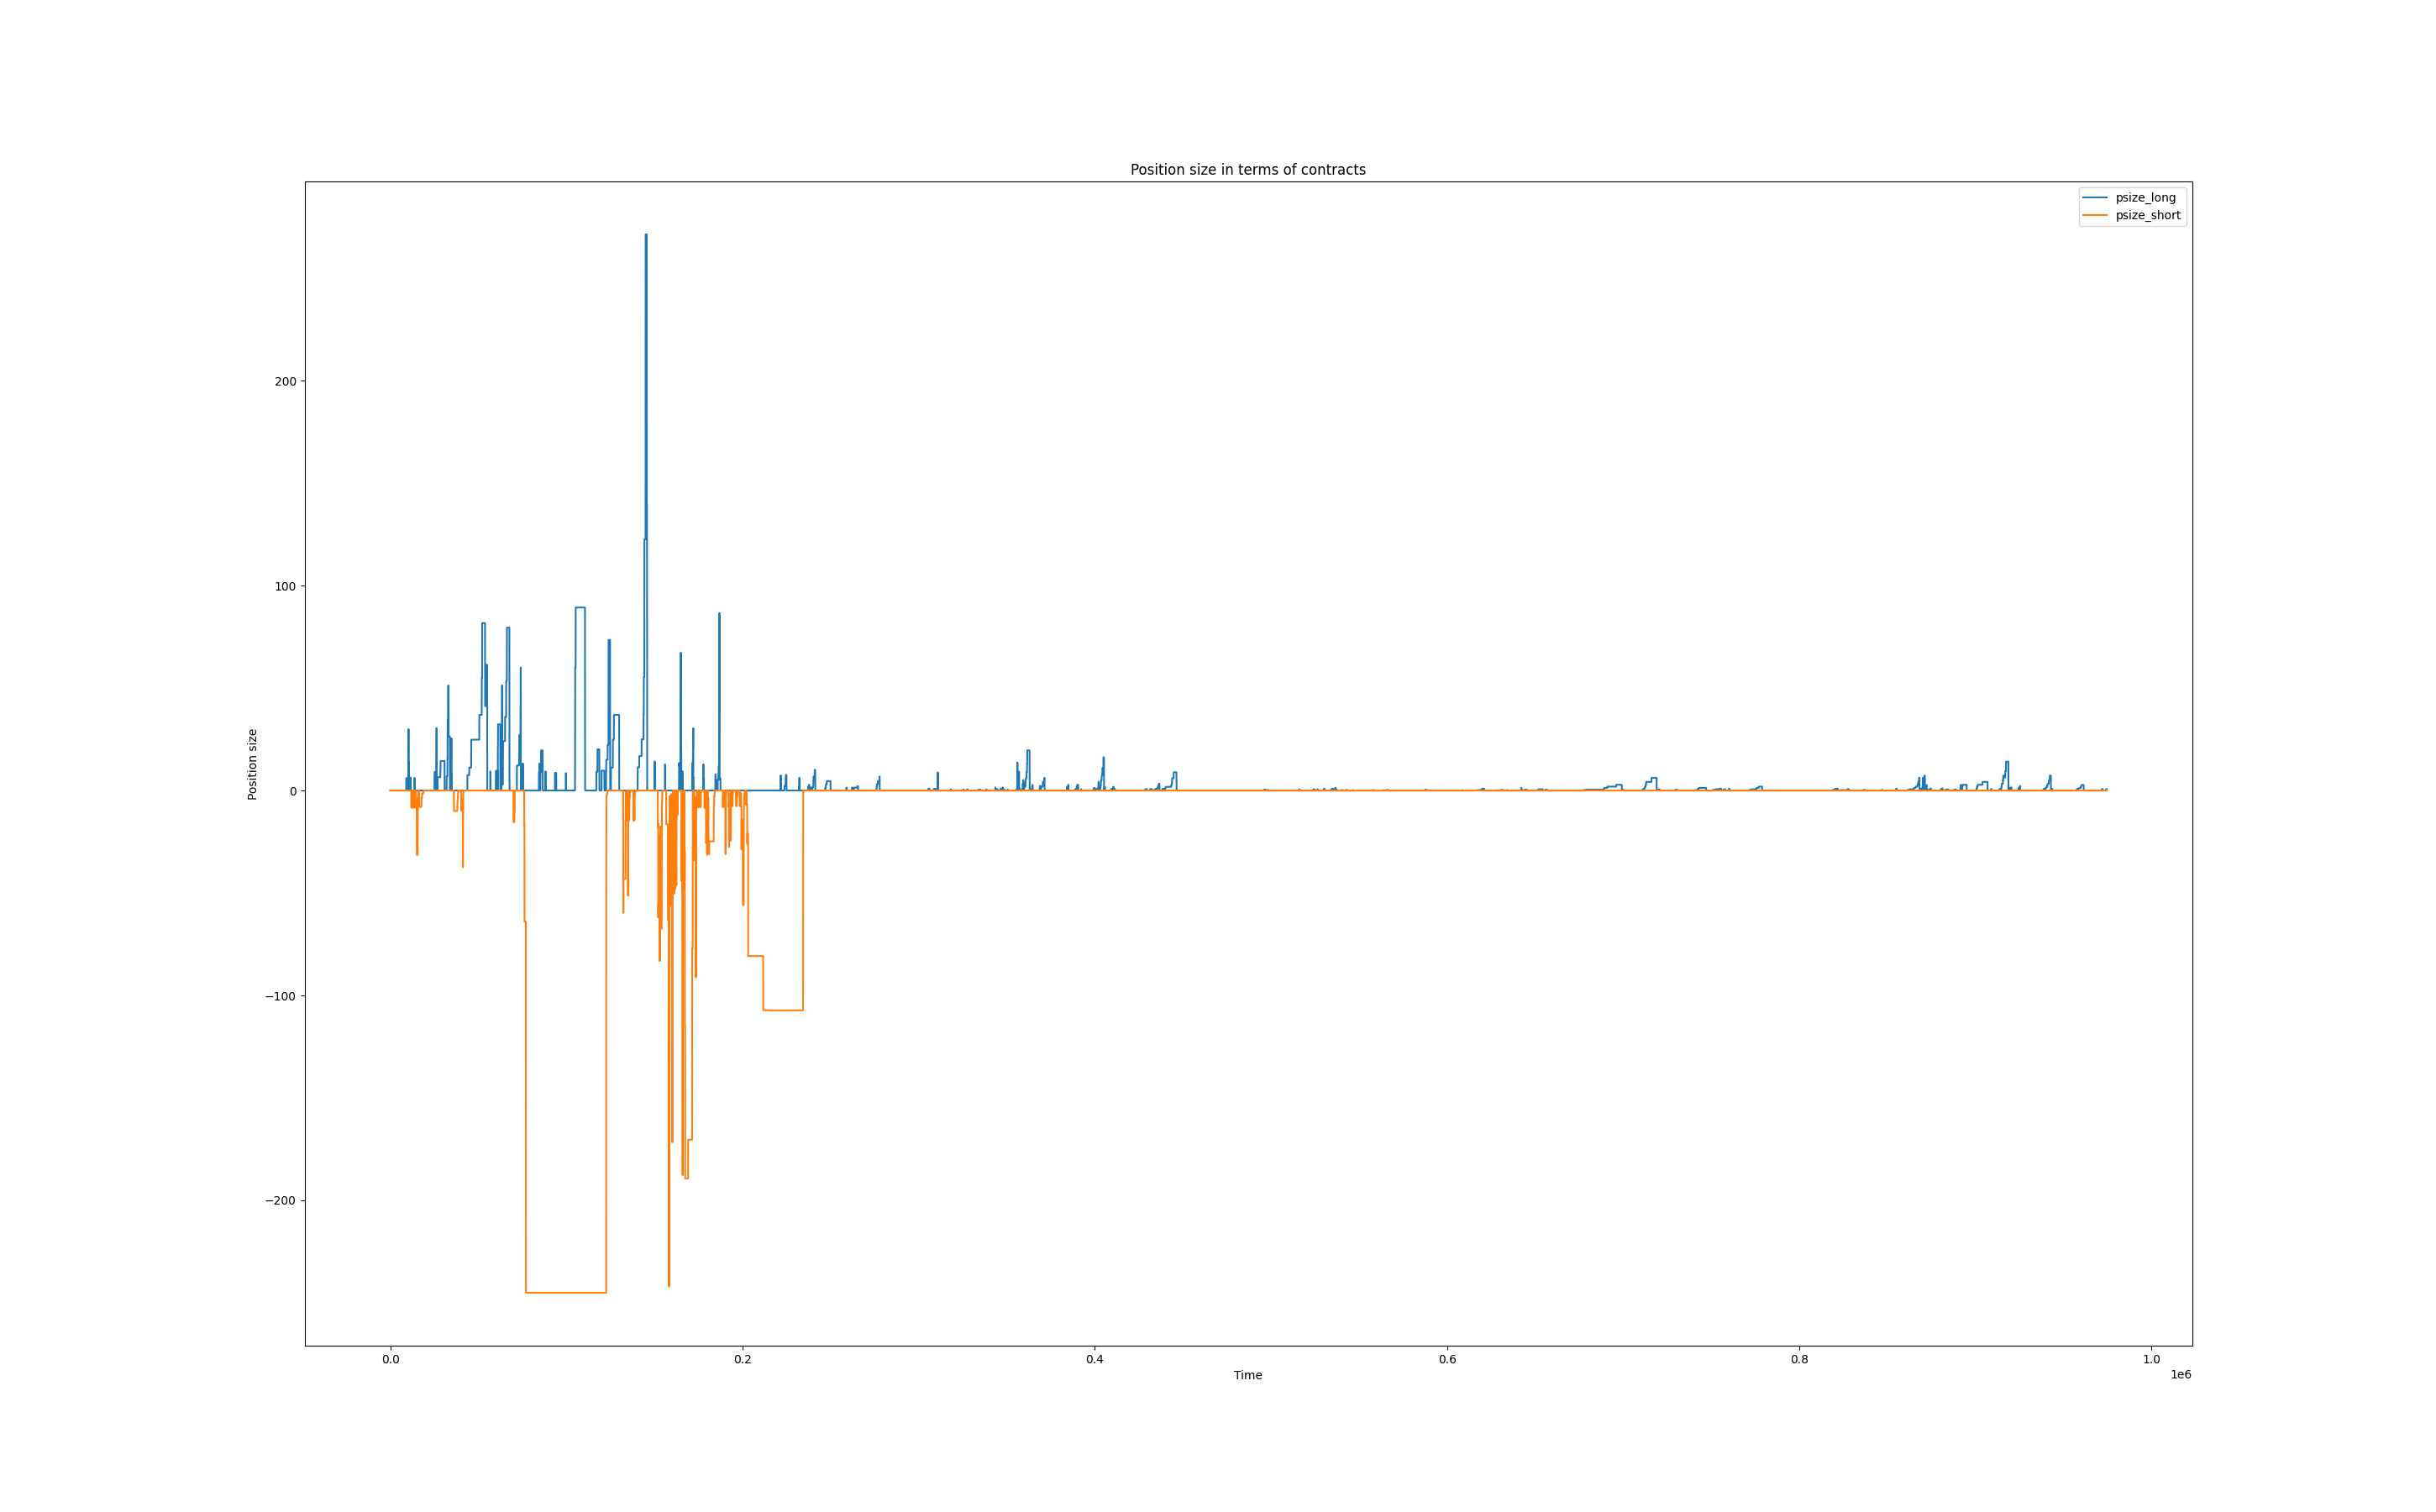 Position size in terms of contracts
psize_long
psize_short
Position size
200
100
0
−100
−200
0.0
0.2
0.4
0.6
0.8
1.0
1e6
Time